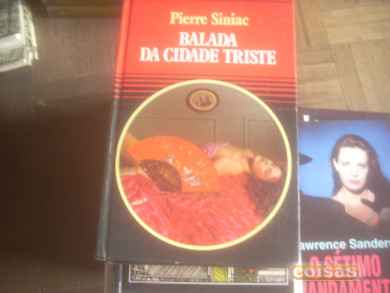 Pierre Siniac
BALADA
DA CIDADE TRISTE
Lawrence Sanders
O SÉTIMO
MANDAMENTO
coisas